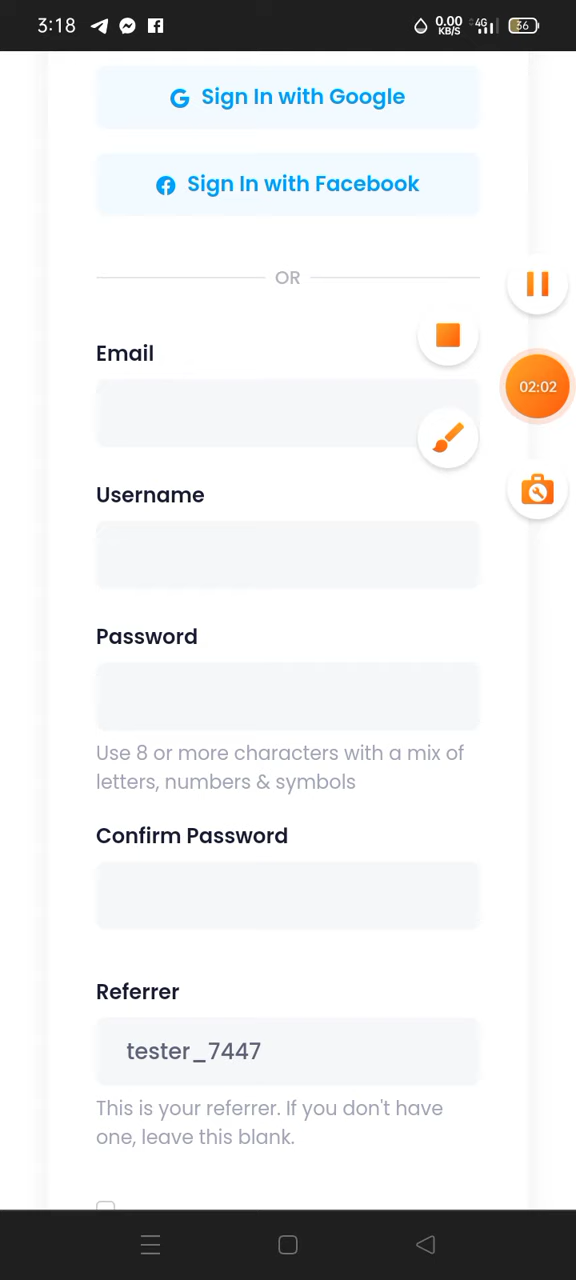 3:18 0.00 KB/S 4G 36
Sign In with Google
Sign In with Facebook
OR
Email
02:02
Username
Password
Use 8 or more characters with a mix of
letters, numbers & symbols
Confirm Password
Referrer
tester_7447
This is your referrer. If you don't have
one, leave this blank.